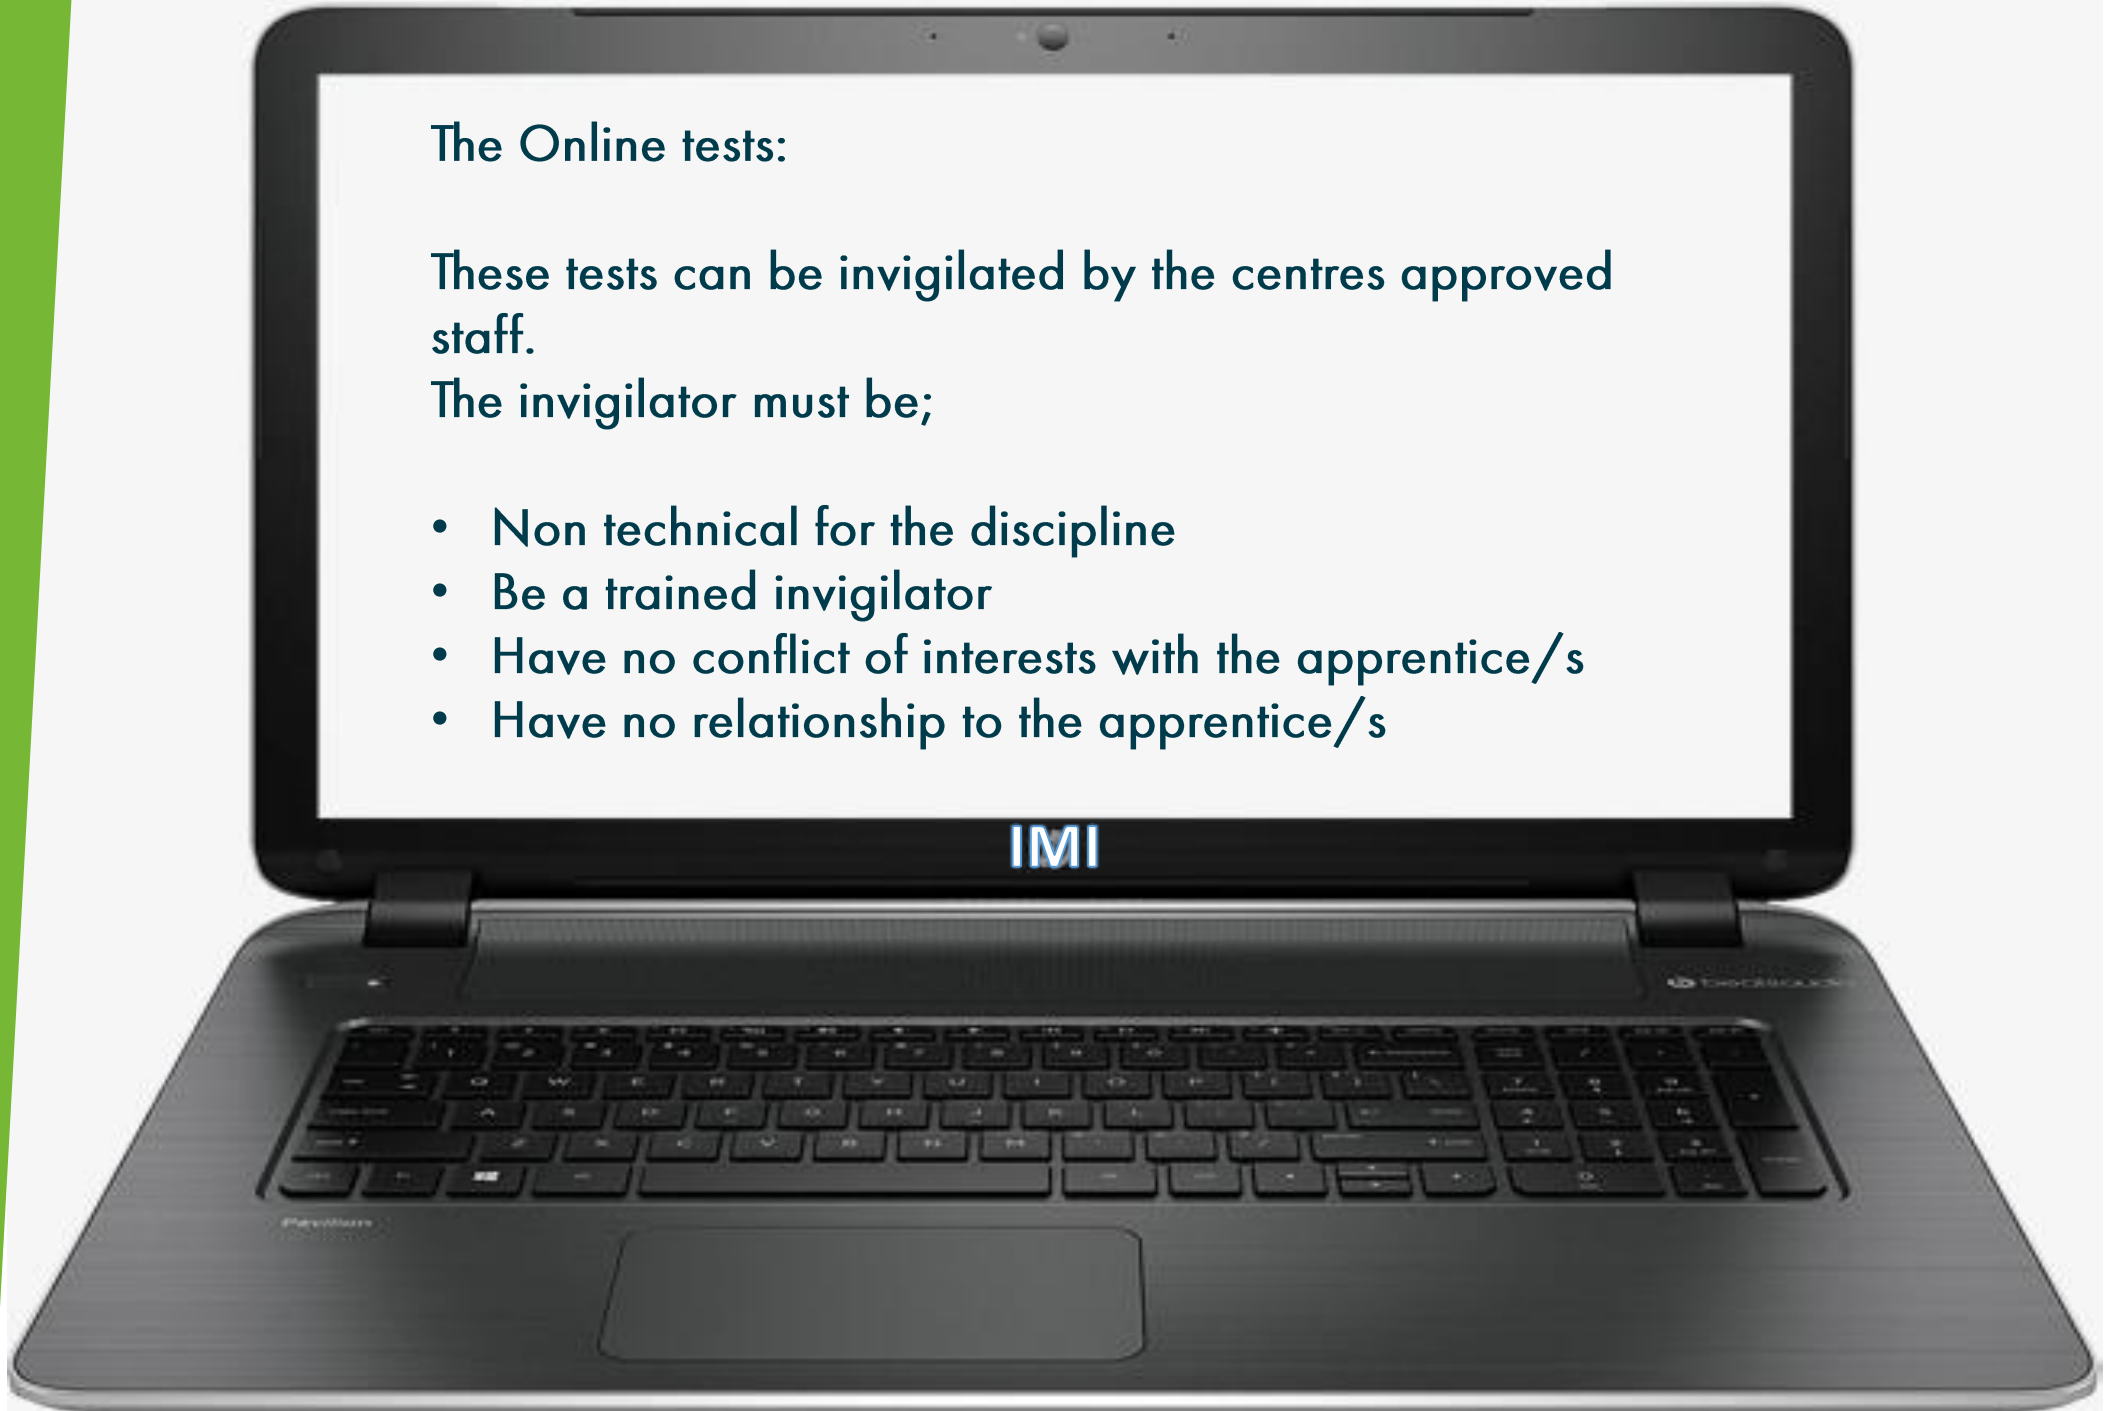 The Online tests:
These tests can be invigilated by the centres approved
staff.
The invigilator must be;
• Non technical for the discipline
• Be a trained invigilator
• Have no conflict of interests with the apprentice/s
• Have no relationship to the apprentice/s
IMI
Pavilion